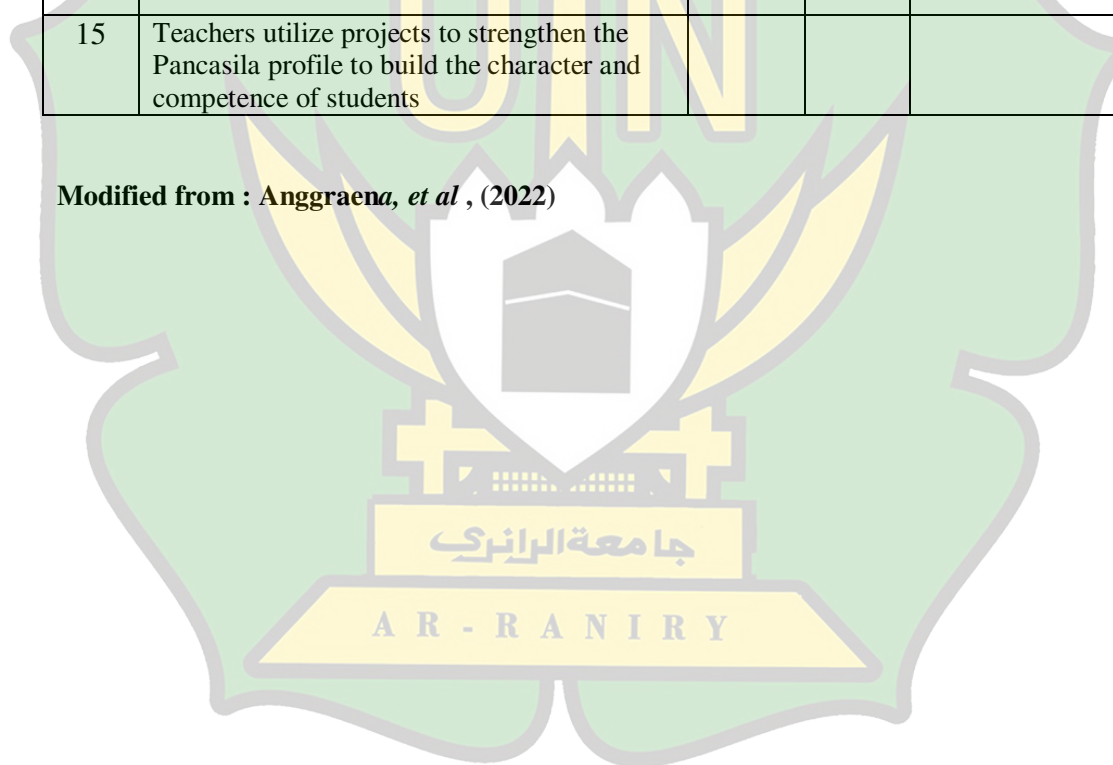 UIN
15 Teachers utilize projects to strengthen the
Pancasila profile to build the character and
competence of students
Modified from : Anggraena, et al , (2022)
جامعةالرانري
AR-RANIRY